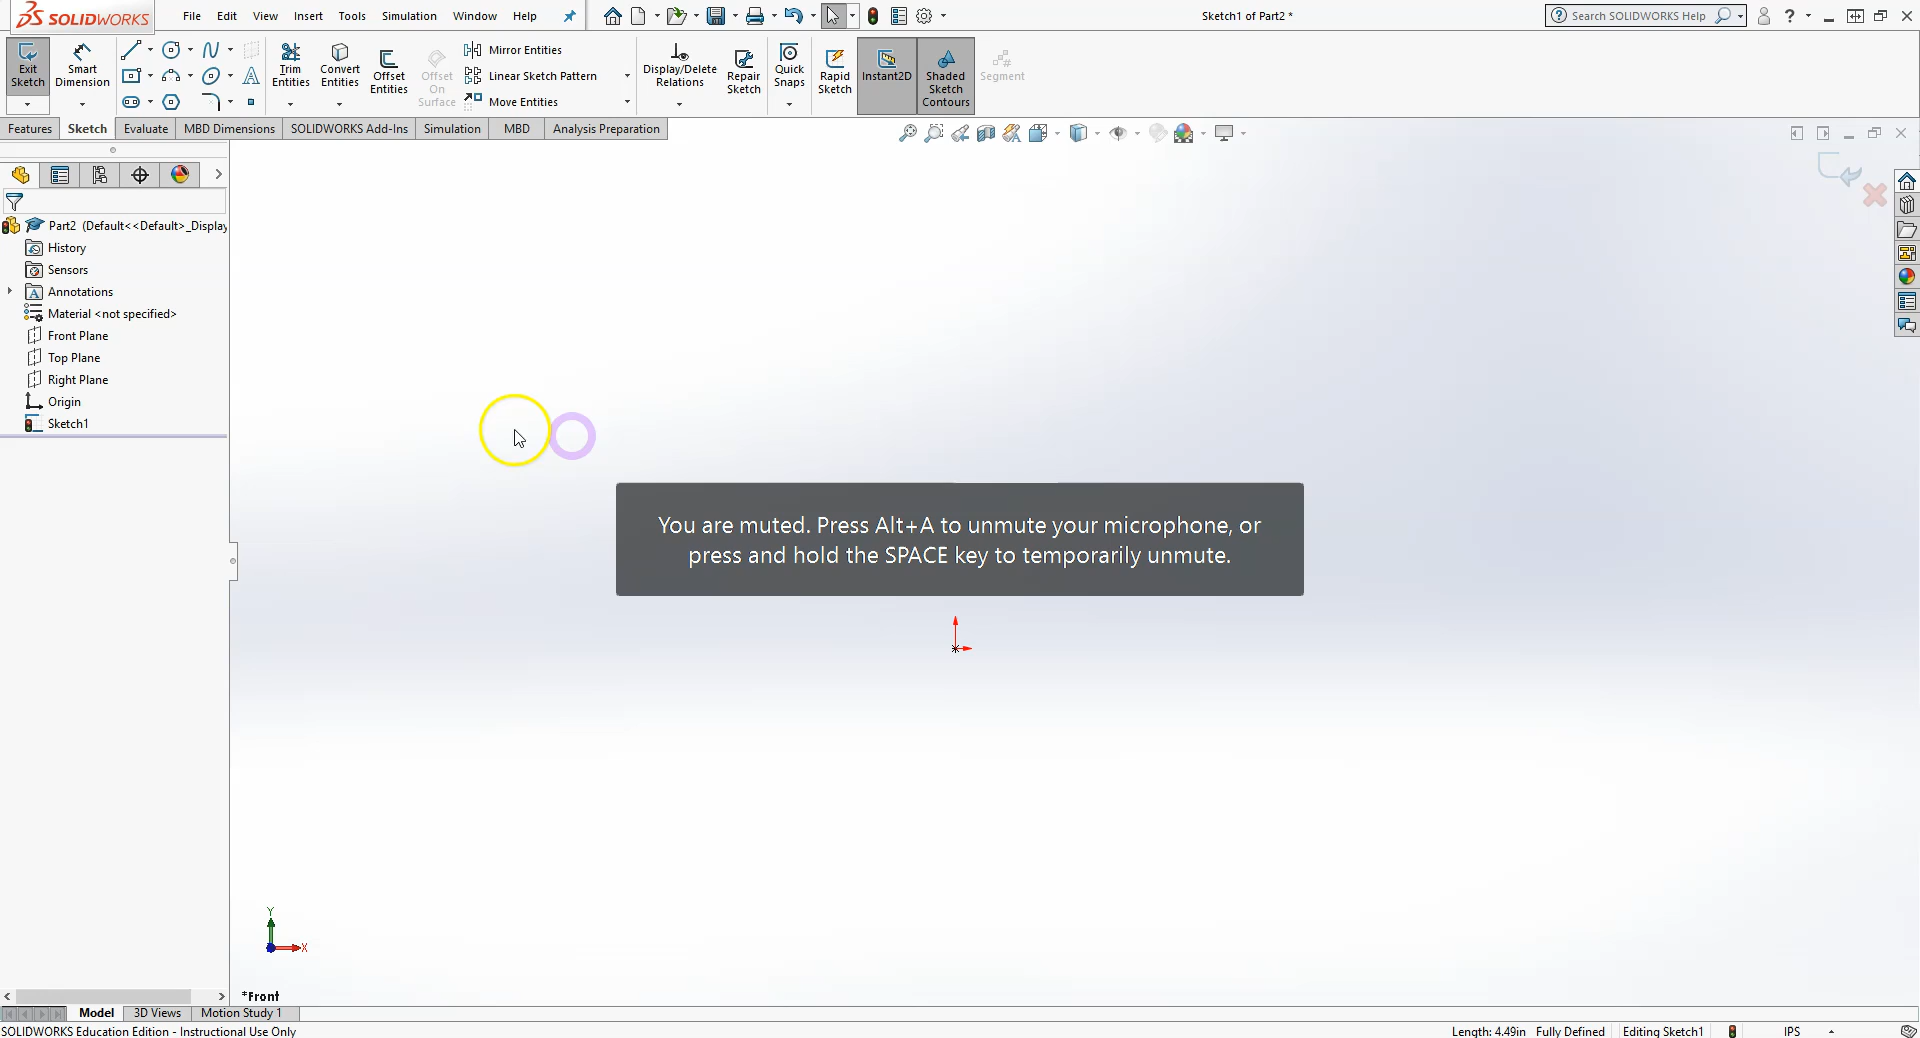 SOLIDWORKS
File Edit View Insert Tools Simulation Window Help
Sketch1 of Part2 *
Search SOLIDWORKS Help
Exit Sketch
Smart Dimension
Trim Entities
Convert Entities
Offset Entities
Offset On Surface
Mirror Entities
Linear Sketch Pattern
Move Entities
Display/Delete Relations
Repair Sketch
Quick Snaps
Rapid Sketch
Instant2D
Shaded Sketch Contours
Segment
Features Sketch Evaluate MBD Dimensions SOLIDWORKS Add-Ins Simulation MBD Analysis Preparation
Part2 (Default<<Default>_Display
History
Sensors
Annotations
Material <not specified>
Front Plane
Top Plane
Right Plane
Origin
Sketch1
You are muted. Press Alt+A to unmute your microphone, or
press and hold the SPACE key to temporarily unmute.
Y
X
*Front
Model 3D Views Motion Study 1
SOLIDWORKS Education Edition - Instructional Use Only
Length: 4.49in Fully Defined Editing Sketch1 IPS